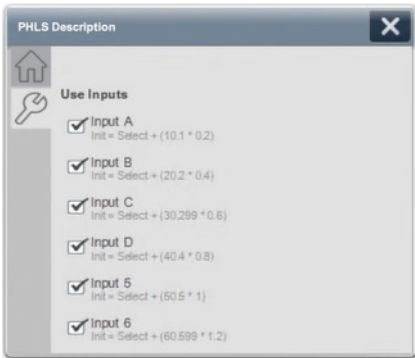 PHLS Description
Use Inputs
Input A
Init = Select + (10.1 * 0.2)
Input B
Init = Select + (20.2 * 0.4)
Input C
Init = Select + (30.299 * 0.6)
Input D
Init = Select + (40.4 * 0.8)
Input 5
Init = Select + (50.5 * 1)
Input 6
Init = Select + (60.599 * 1.2)